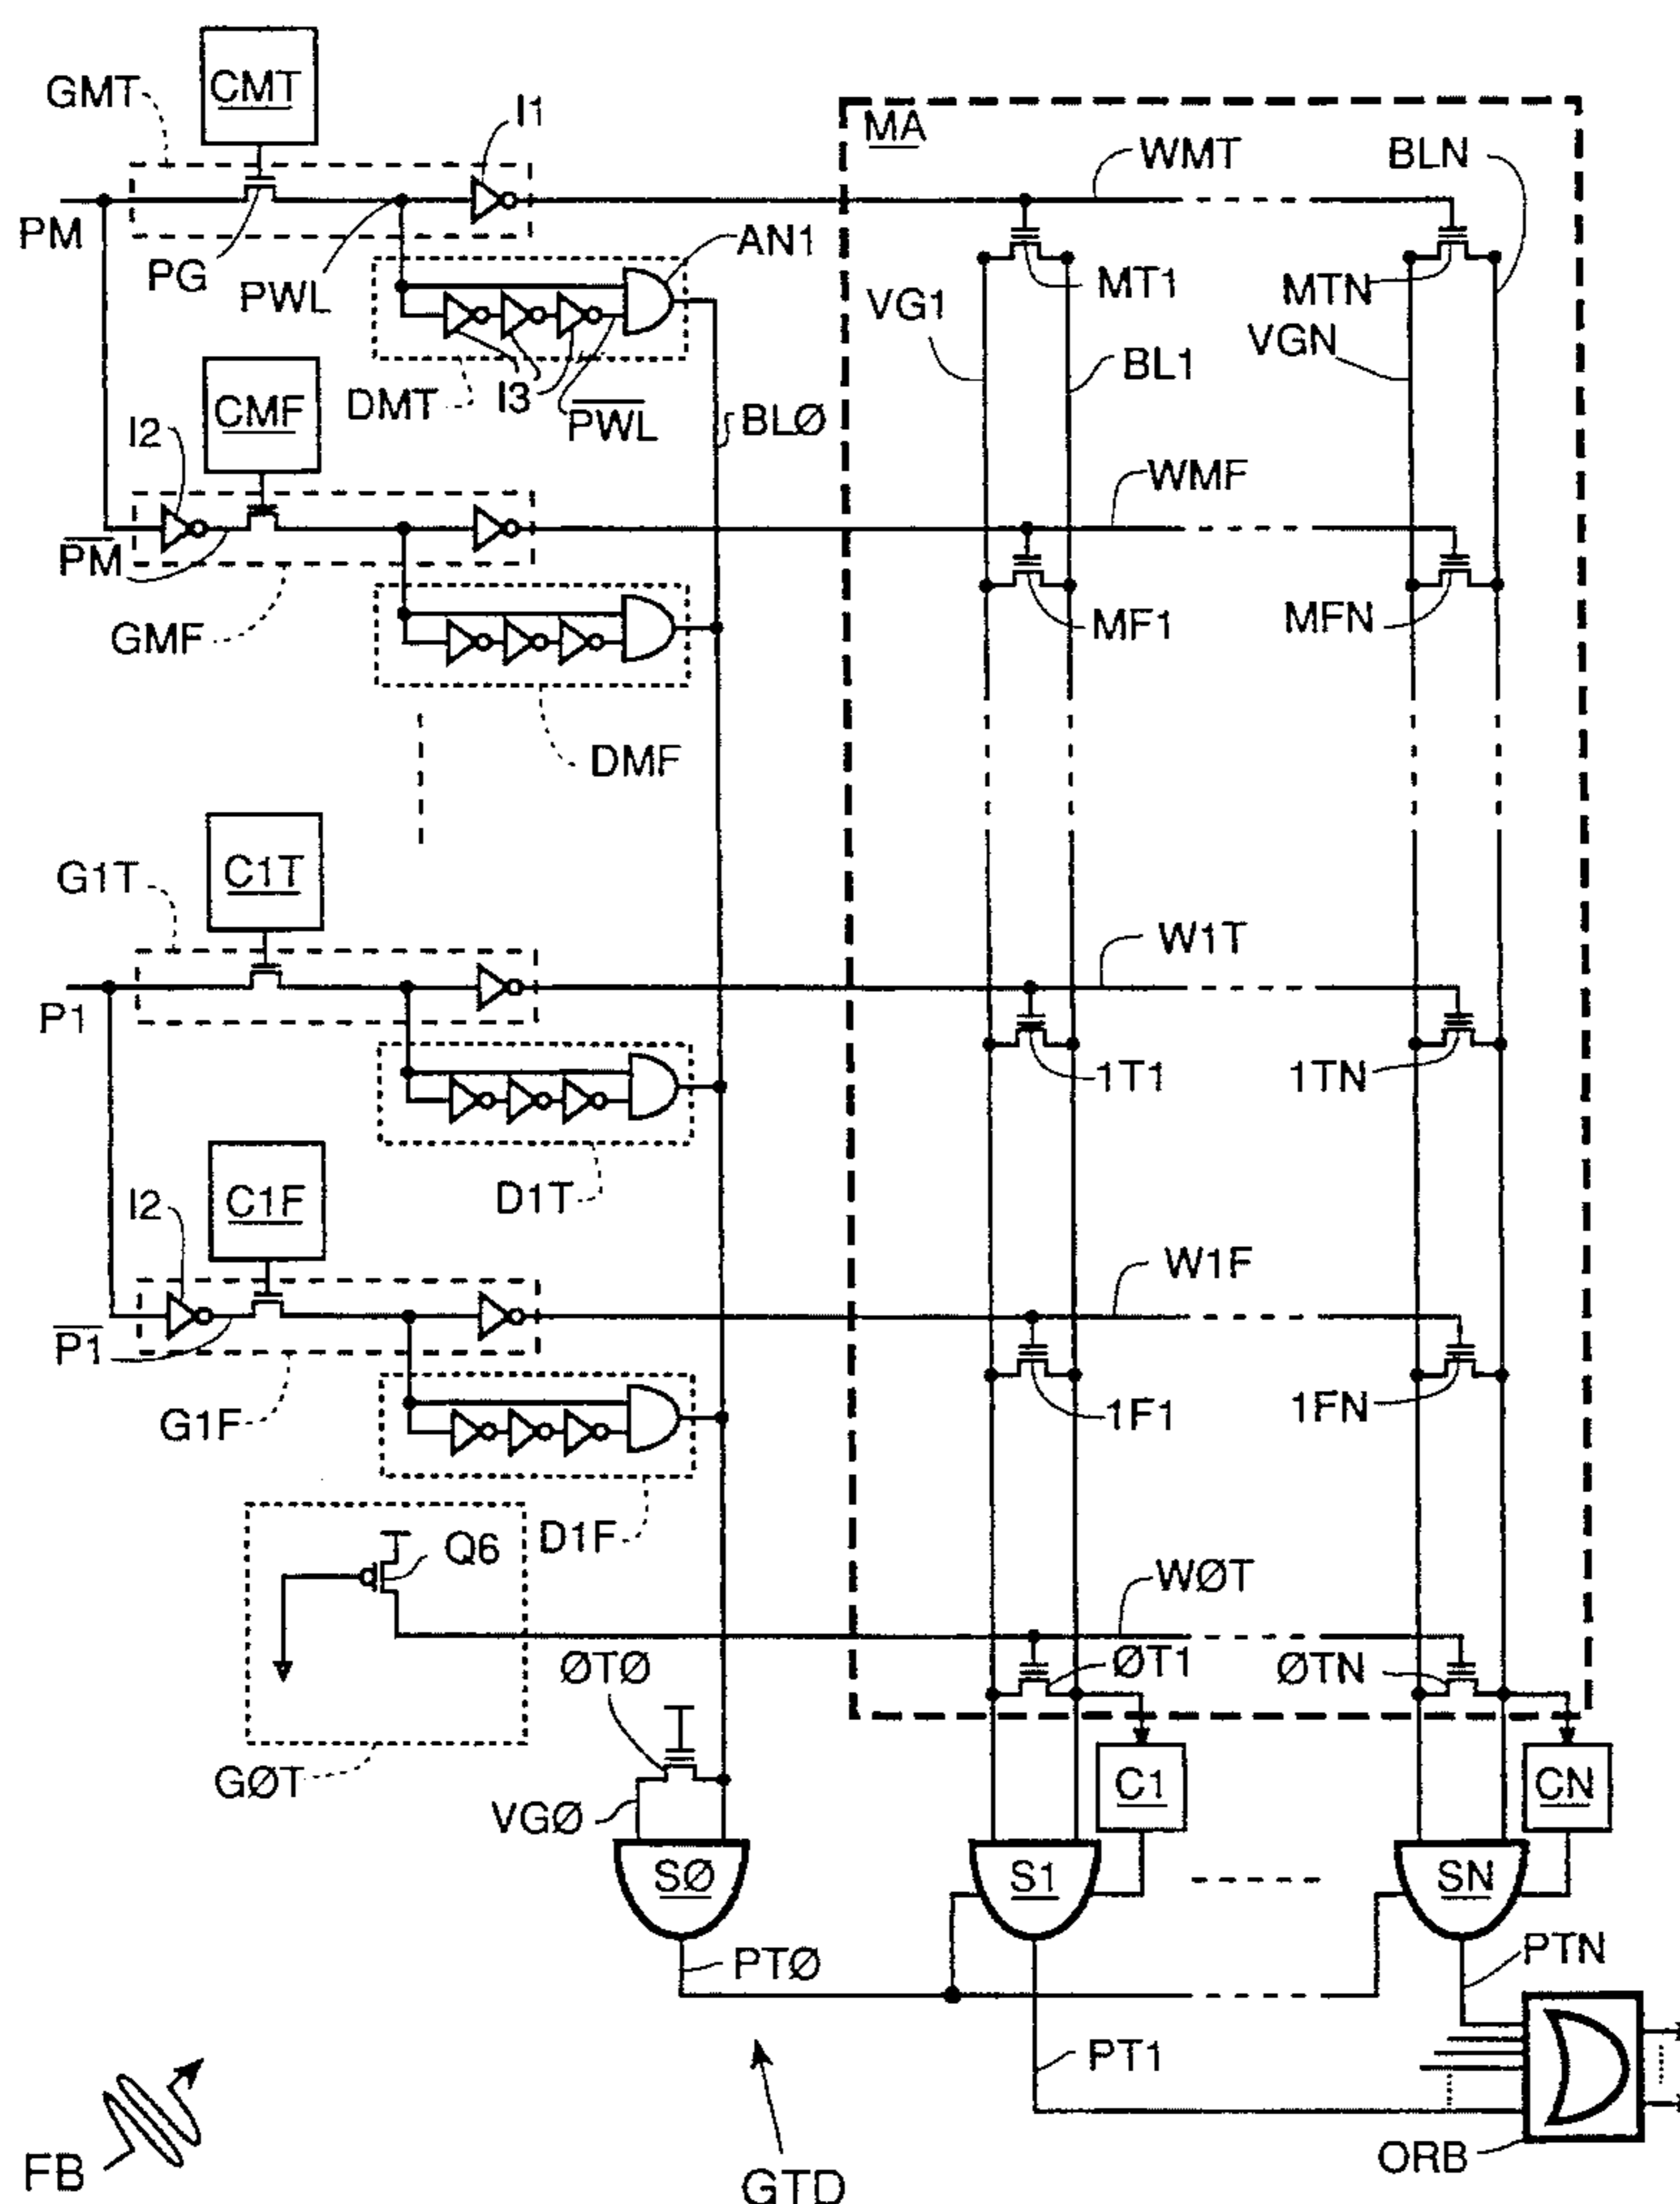 CMT
GMT
I1
MA
WMT
BLN
PM
PG
PWL
AN1
MT1
MTN
VG1
VGN
BL1
DMT
I3
PWL
BLØ
CMF
I2
WMF
PM
GMF
MF1
MFN
DMF
C1T
G1T
W1T
P1
1T1
1TN
D1T
C1F
I2
W1F
P1
G1F
1F1
1FN
D1F
Q6
WØT
ØTØ
ØT1
ØTN
GØT
VGØ
C1
CN
SØ
S1
SN
PTØ
PTN
PT1
ORB
FB
GTD